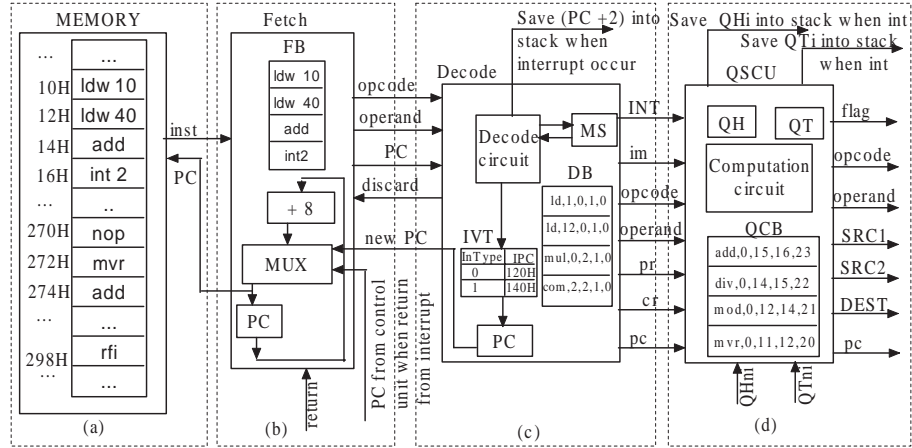 MEMORY
...
10H ldw 10
12H ldw 40
14H add
16H int 2
..
270H nop
272H mvr
274H add
... ...
298H rfi
... ...
(a)
inst
PC
Fetch
FB
ldw 10
ldw 40
add
int2
+ 8
MUX
PC
return
(b)
PC from control
unit when return
from interrupt
opcode
operand
PC
discard
new PC
Decode
Save (PC +2) into
stack when
interrupt occur
Decode
circuit
MS
DB
ld,1,0,1,0
ld,12,0,1,0
mul,0,2,1,0
com,2,2,1,0
IVT
InType IPC
0 120H
1 140H
PC
(c)
INT
im
opcode
operand
pr
cr
pc
Save QHi into stack when int
Save QTi into stack
when int
QSCU
QH
QT
Computation
circuit
QCB
add,0,15,16,23
div,0,14,15,22
mod,0,12,14,21
mvr,0,11,12,20
QHni
QTni
(d)
flag
opcode
operand
SRC1
SRC2
DEST
pc